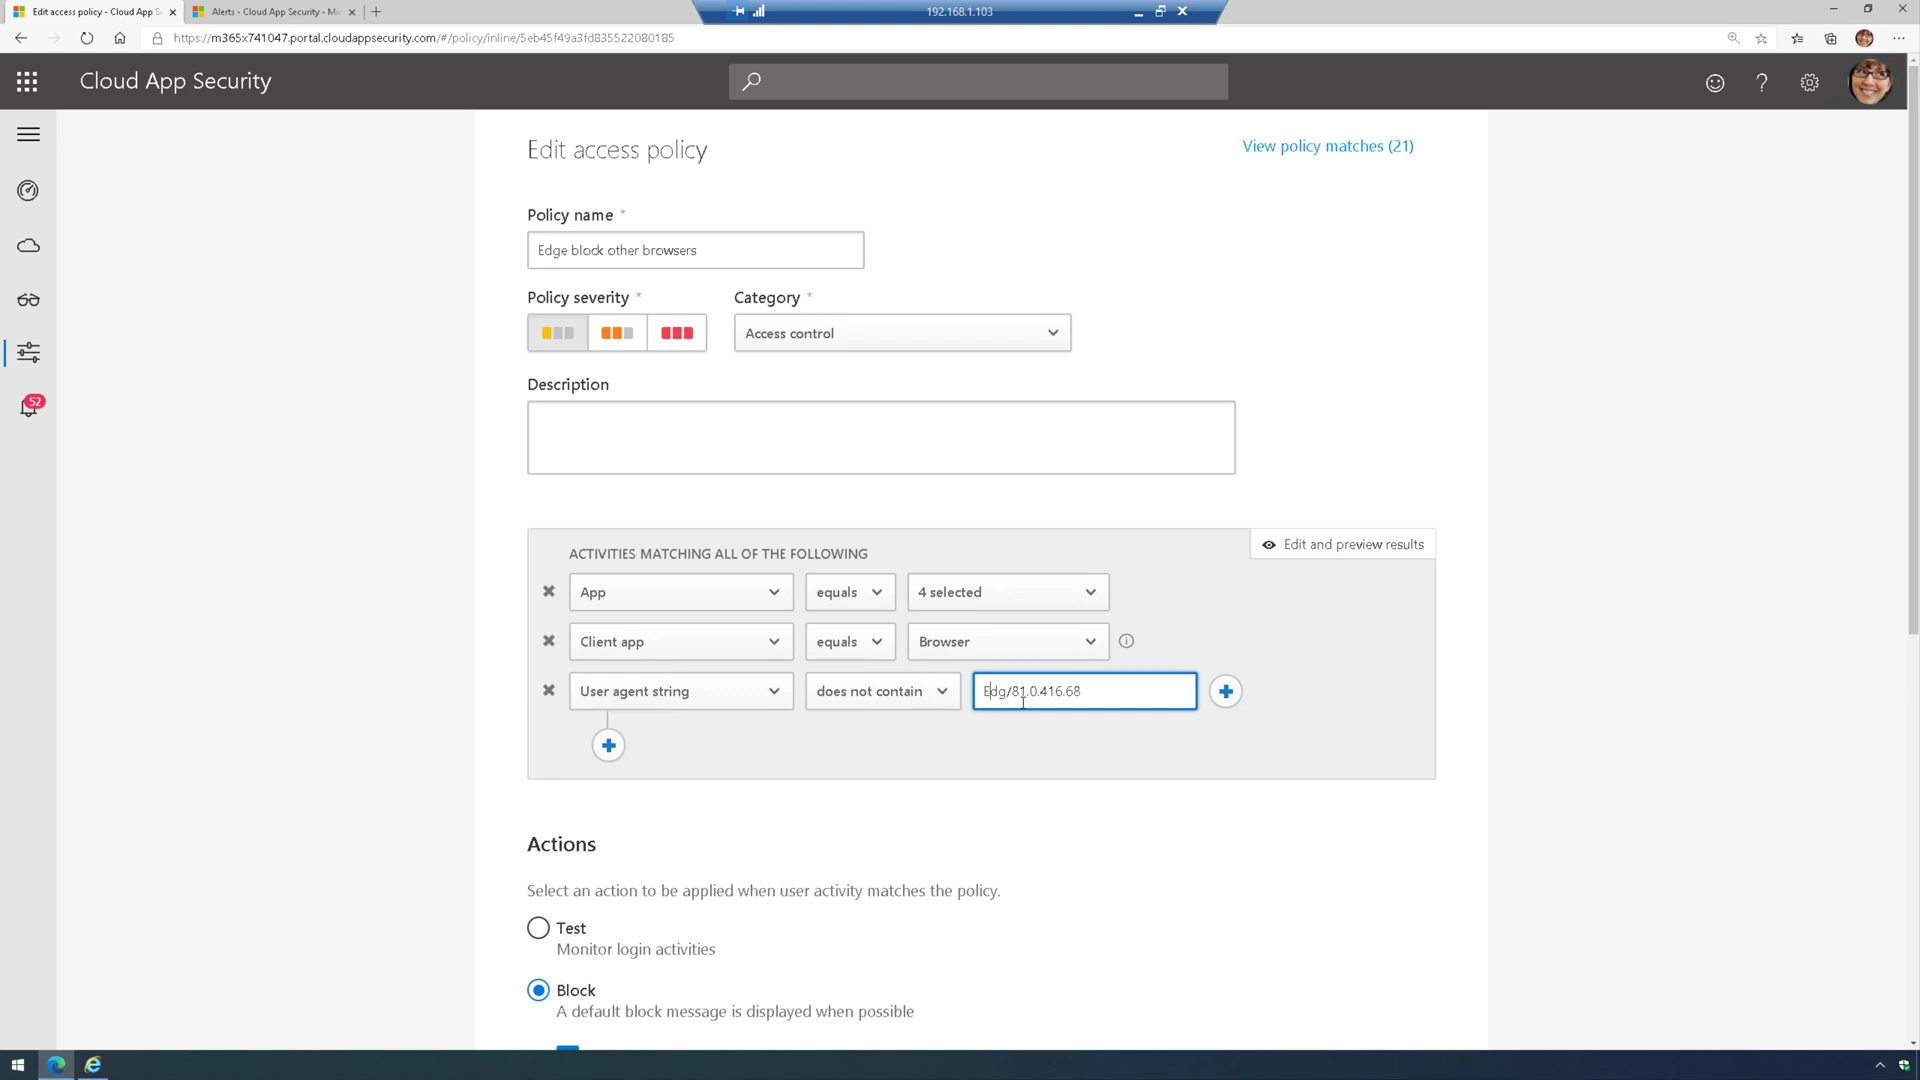 Edit access policy - Cloud App Se
Alerts - Cloud App Security - Mi
192.168.1.103
https://m365x741047.portal.cloudappsecurity.com/#/policy/inline/5eb45f49a3fd835522080185
Cloud App Security
?
Edit access policy
View policy matches (21)
Policy name *
Edge block other browsers
Policy severity *
Category *
Access control
52
Description
ACTIVITIES MATCHING ALL OF THE FOLLOWING
Edit and preview results
App
equals
4 selected
Client app
equals
Browser
User agent string
does not contain
Edg/81.0.416.68
Actions
Select an action to be applied when user activity matches the policy.
Test
Monitor login activities
Block
A default block message is displayed when possible